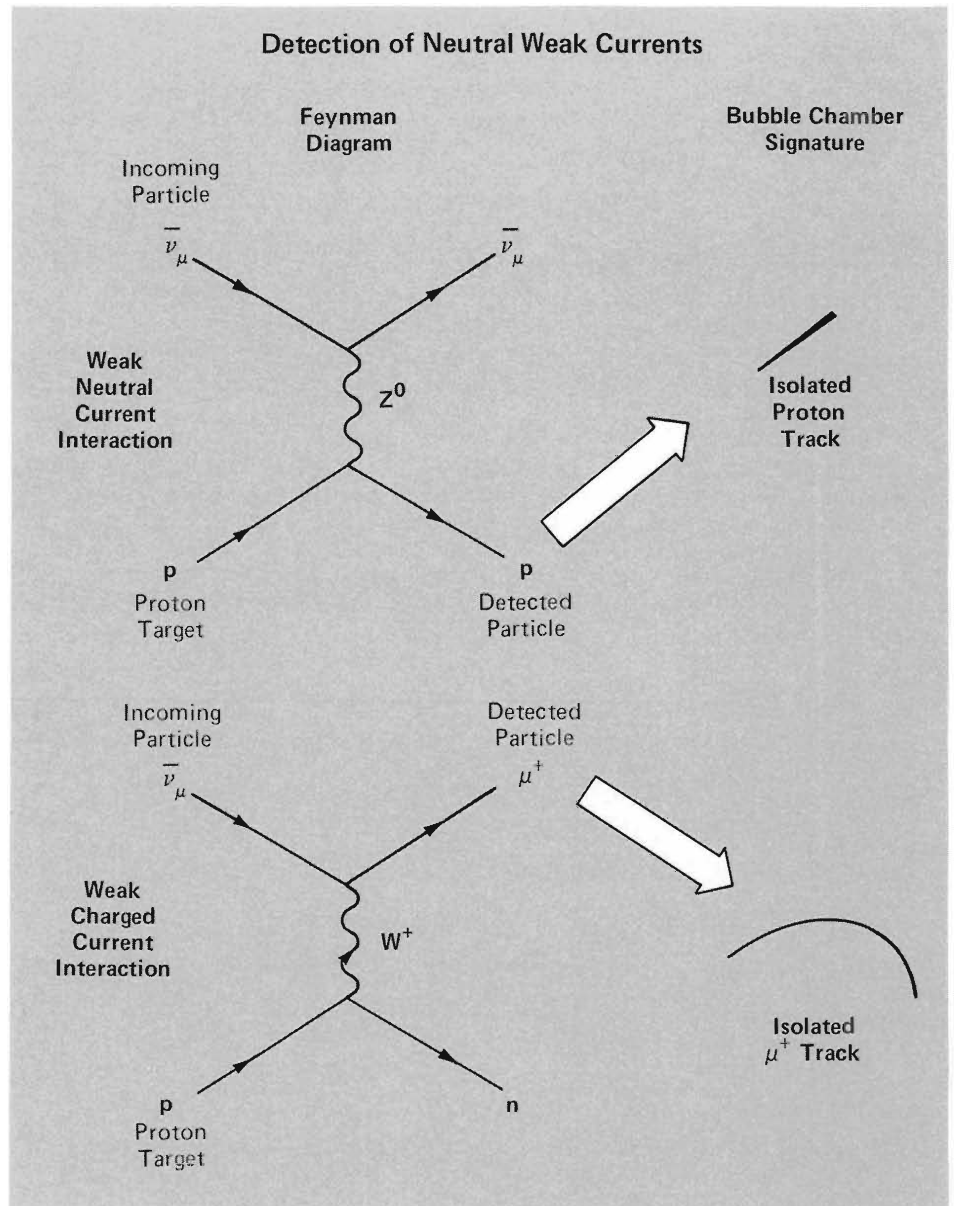 Detection of Neutral Weak Currents
Feynman
Diagram
Bubble Chamber
Signature
Incoming
Particle
ν̅μ
ν̅μ
Weak
Neutral
Current
Interaction
Z⁰
Isolated
Proton
Track
p
Proton
Target
p
Detected
Particle
Incoming
Particle
ν̅μ
Detected
Particle
μ⁺
Weak
Charged
Current
Interaction
W⁺
Isolated
μ⁺ Track
p
Proton
Target
n